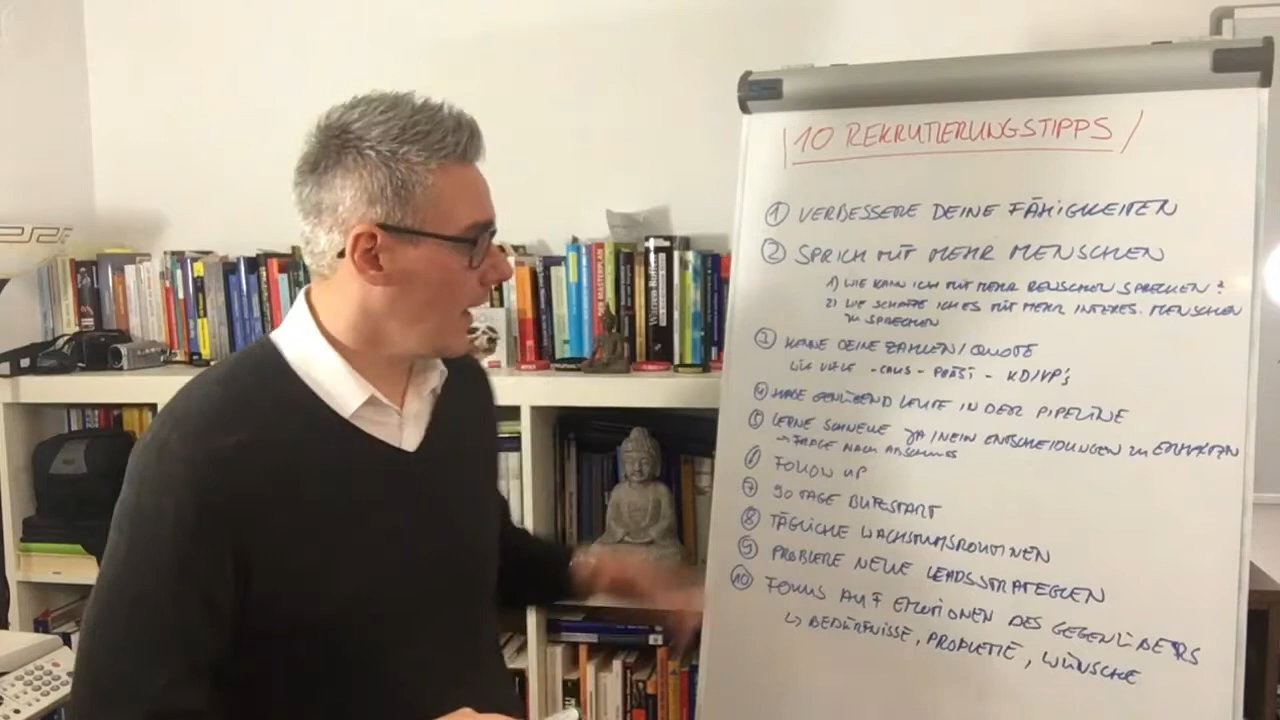 10 REKRUTIERUNGSTIPPS
① VERBESSERE DEINE FÄHIGKEITEN
② SPRICH MIT MEHR MENSCHEN
1) WIE KANN ICH MIT MEHR MENSCHEN SPRECHEN?
2) WIE SCHAFFE ICH ES MIT MEHR INTERES. MENSCHEN
ZU SPRECHEN
③ KENNE DEINE ZAHLEN/QUOTE
WIE VIELE - CALLS - PRÄST - KD/VP's
④ HABE GENÜGEND LEUTE IN DER PIPELINE
⑤ LERNE SCHNELLE JA/NEIN ENTSCHEIDUNGEN ZU ERHALTEN
→ FRAGE NACH ABSCHLUSS
⑥ FOLLOW UP
⑦ 90 TAGE BLITZSTART
⑧ TÄGLICHE WACHSTUMSROUTINEN
⑨ PROBIERE NEUE LEADSSTRATEGIEN
⑩ FOKUS AUF EMOTIONEN DES GEGENÜBERS
↳ BEDÜRFNISSE, PROBLEME, WÜNSCHE
Warren Buffett